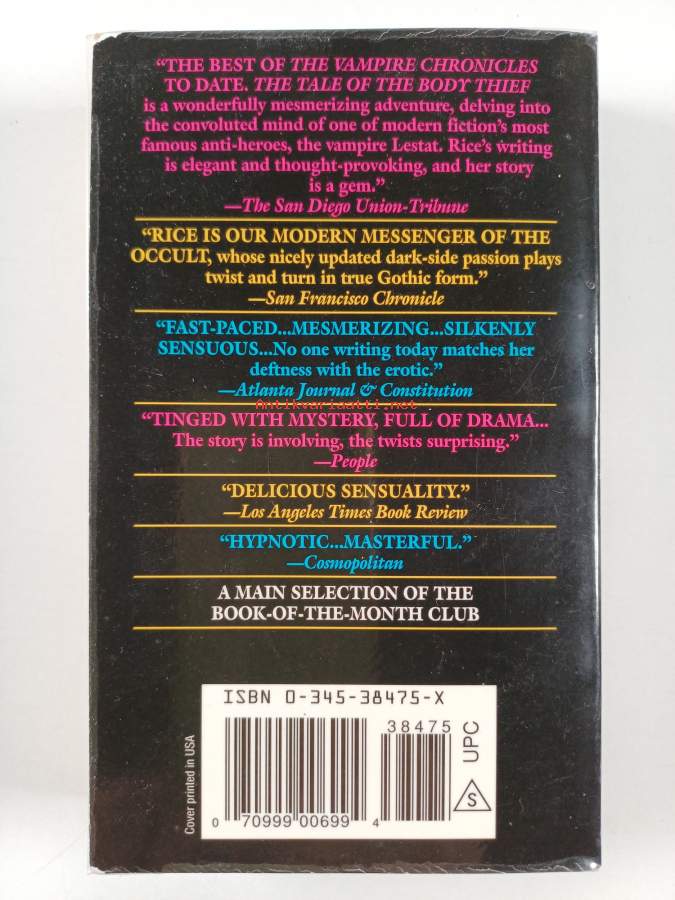 “THE BEST OF THE VAMPIRE CHRONICLES
TO DATE. THE TALE OF THE BODY THIEF
is a wonderfully mesmerizing adventure, delving into
the convoluted mind of one of modern fiction’s most
famous anti-heroes, the vampire Lestat. Rice’s writing
is elegant and thought-provoking, and her story
is a gem.”
—The San Diego Union-Tribune
“RICE IS OUR MODERN MESSENGER OF THE
OCCULT, whose nicely updated dark-side passion plays
twist and turn in true Gothic form.”
—San Francisco Chronicle
“FAST-PACED...MESMERIZING...SILKENLY
SENSUOUS...No one writing today matches her
deftness with the erotic.”
—Atlanta Journal & Constitution
Antikvariaatti.net
“TINGED WITH MYSTERY, FULL OF DRAMA...
The story is involving, the twists surprising.”
—People
“DELICIOUS SENSUALITY.”
—Los Angeles Times Book Review
“HYPNOTIC...MASTERFUL.”
—Cosmopolitan
A MAIN SELECTION OF THE
BOOK-OF-THE-MONTH CLUB
ISBN 0-345-38475-X
38475
UPC
S
0 70999 00699 4
Cover printed in USA